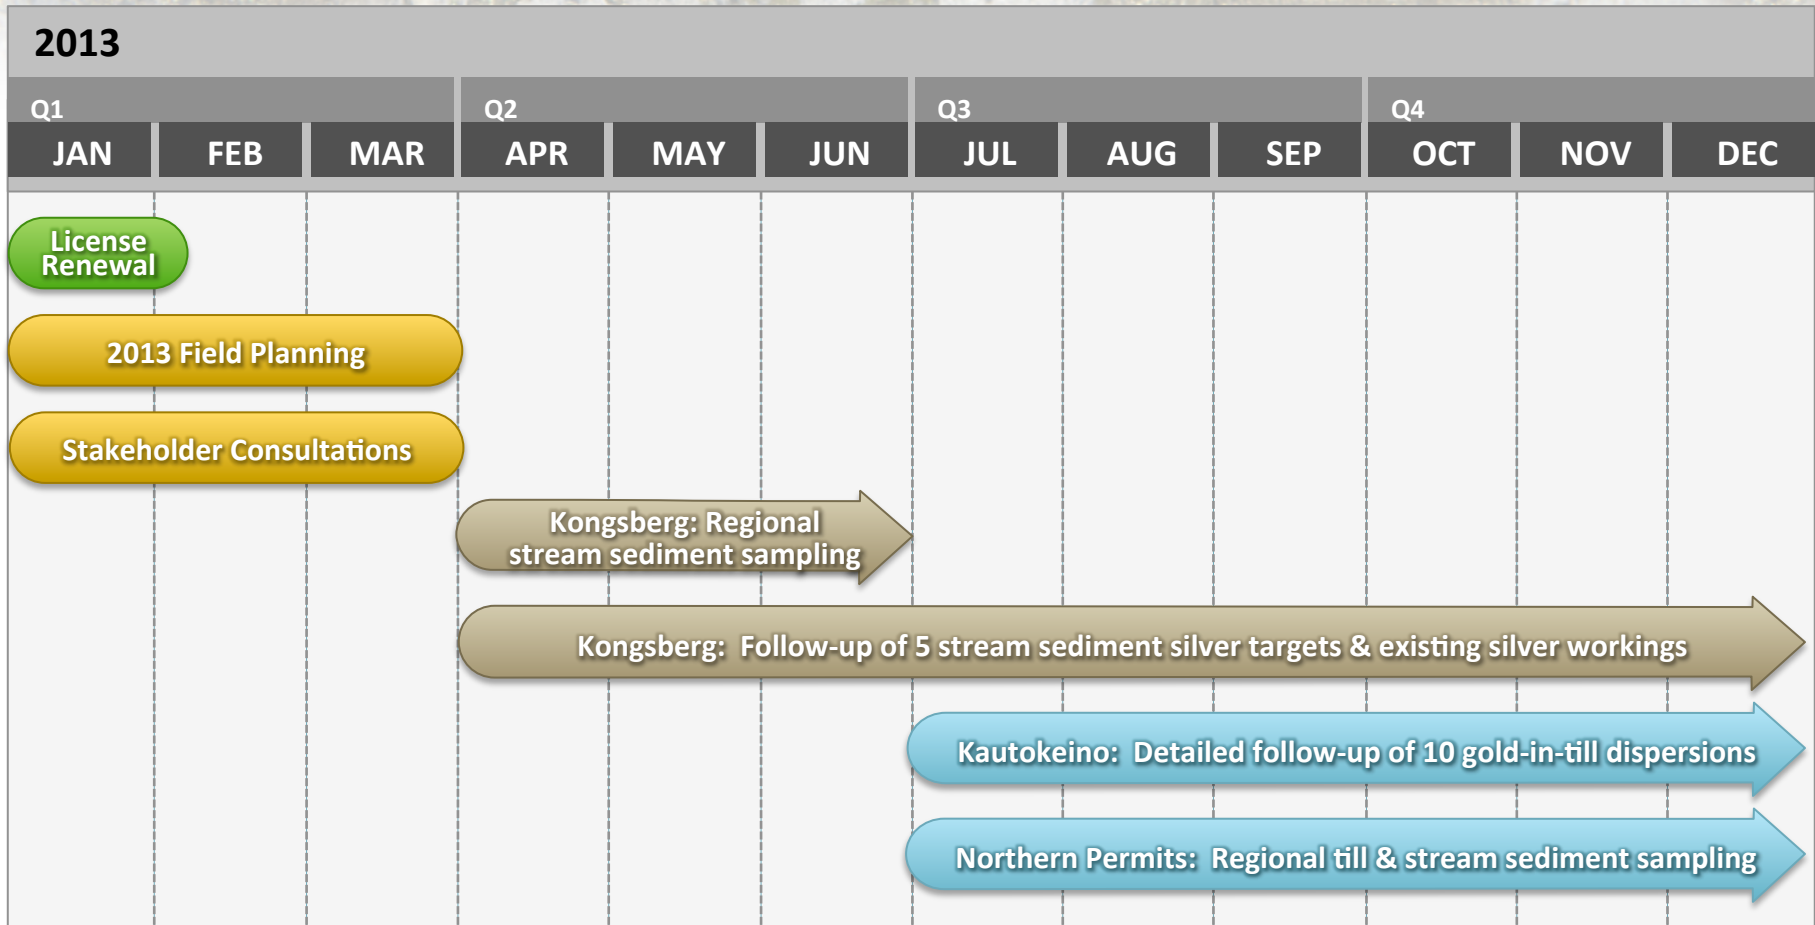 2013
Q1 Q2 Q3 Q4
JAN FEB MAR APR MAY JUN JUL AUG SEP OCT NOV DEC
License
Renewal
2013 Field Planning
Stakeholder Consultations
Kongsberg: Regional
stream sediment sampling
Kongsberg: Follow-up of 5 stream sediment silver targets & existing silver workings
Kautokeino: Detailed follow-up of 10 gold-in-till dispersions
Northern Permits: Regional till & stream sediment sampling